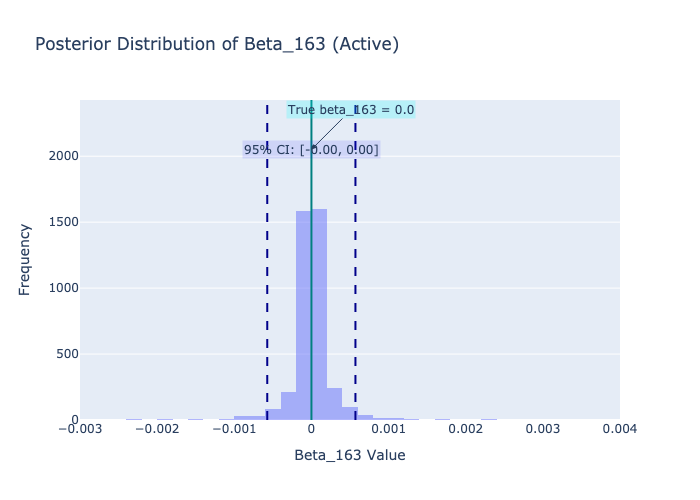 Posterior Distribution of Beta_163 (Active)
True beta_163 = 0.0
95% CI: [-0.00, 0.00]
2000
1500
1000
500
0
Frequency
−0.003
−0.002
−0.001
0
0.001
0.002
0.003
0.004
Beta_163 Value